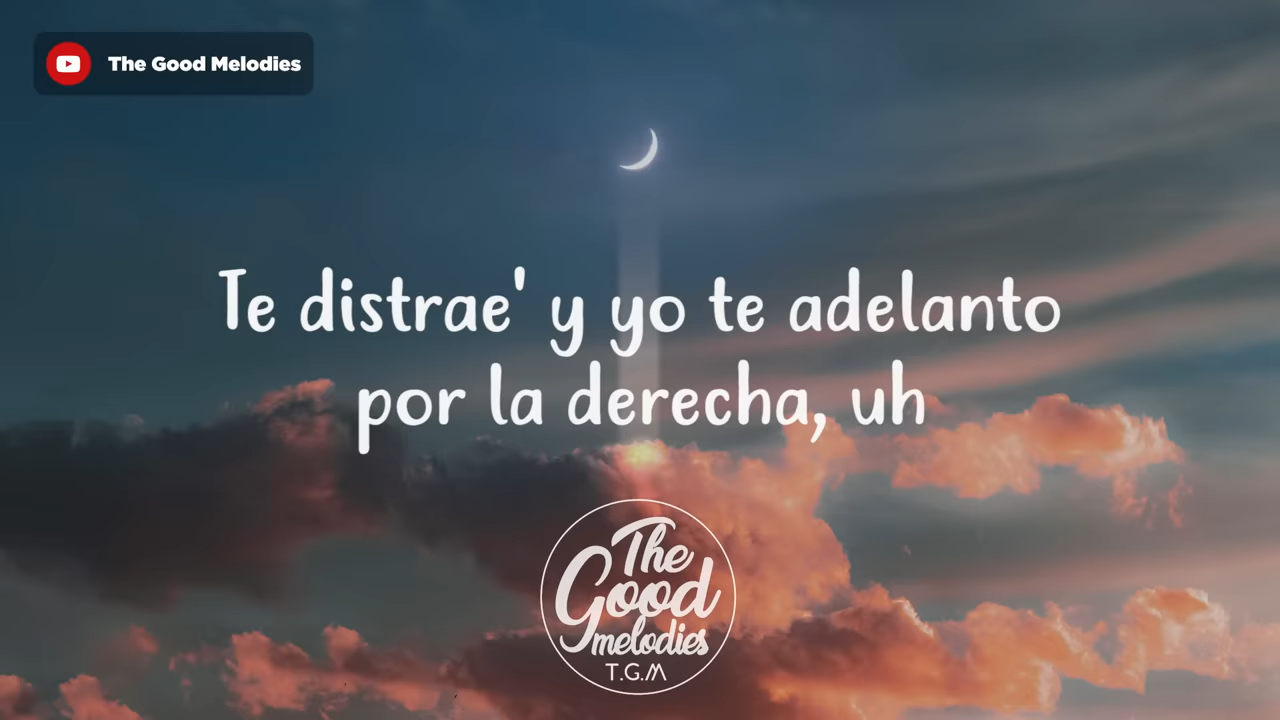 The Good Melodies
Te distrae' y yo te adelanto
por la derecha, uh
The
Good
melodies
T.G.M